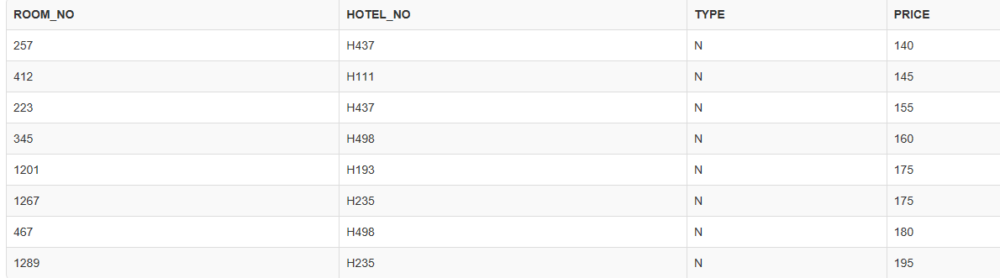 ROOM_NO HOTEL_NO TYPE PRICE
257 H437 N 140
412 H111 N 145
223 H437 N 155
345 H498 N 160
1201 H193 N 175
1267 H235 N 175
467 H498 N 180
1289 H235 N 195